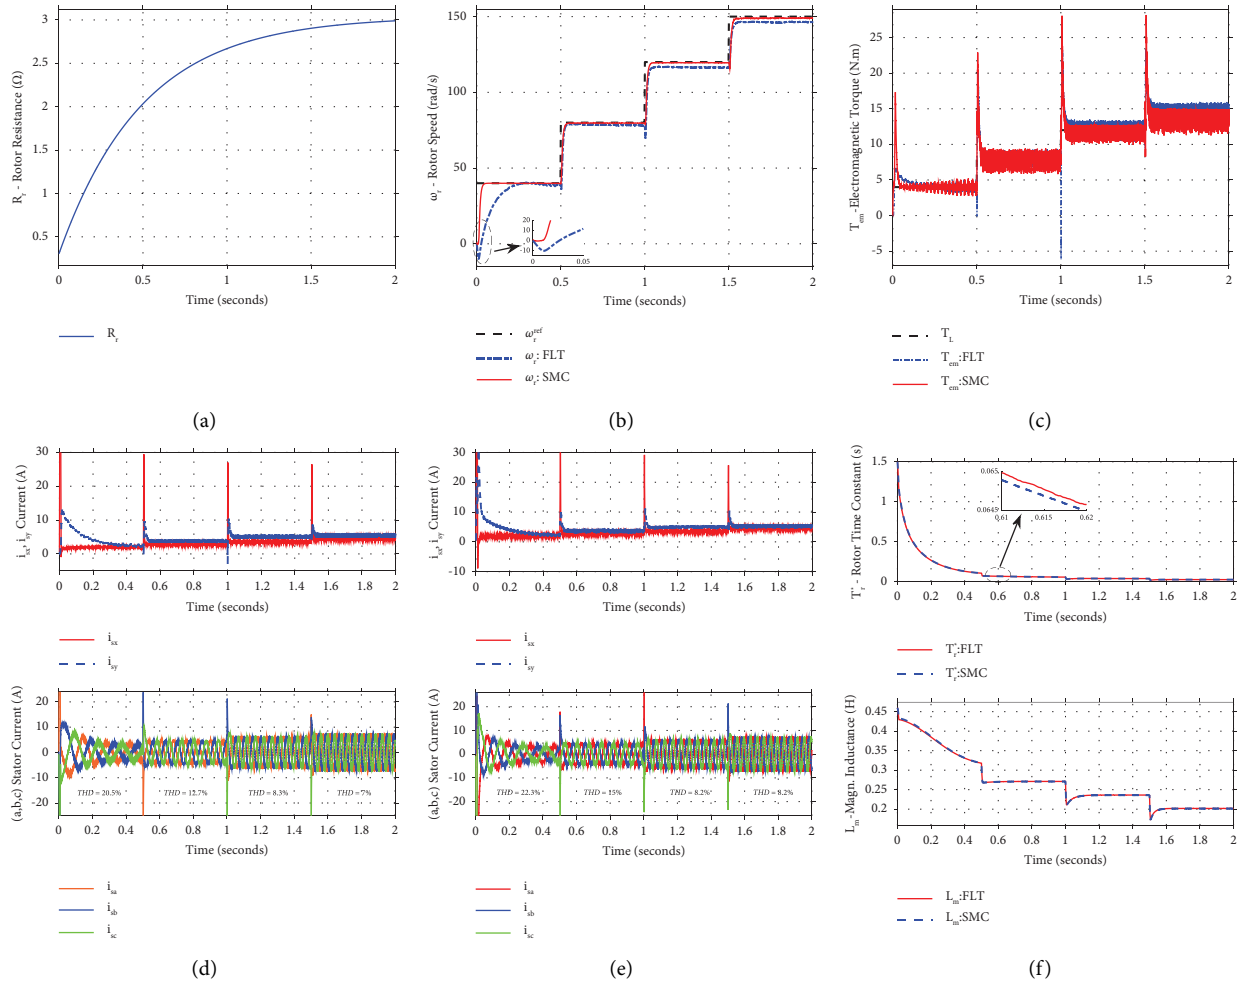 3
2.5
2
1.5
1
0.5
R_r - Rotor Resistance (Ω)
0 0.5 1 1.5 2
Time (seconds)
R_r
(a)
150
100
50
0
ω_r - Rotor Speed (rad/s)
20
10
0
-10
0 0.05
0 0.5 1 1.5 2
Time (seconds)
ω_r^ref
ω_r: FLT
ω_r: SMC
(b)
25
20
15
10
5
0
-5
T_em-Electromagnetic Torque (N.m)
0 0.5 1 1.5 2
Time (seconds)
T_L
T_em:FLT
T_em:SMC
(c)
30
20
10
0
i_sx, i_sy Current (A)
0 0.2 0.4 0.6 0.8 1 1.2 1.4 1.6 1.8 2
Time (seconds)
i_sx
i_sy
20
10
0
-10
-20
(a,b,c) Stator Current (A)
THD = 20.5% THD = 12.7% THD = 8.3% THD = 7%
0 0.2 0.4 0.6 0.8 1 1.2 1.4 1.6 1.8 2
Time (seconds)
i_sa
i_sb
i_sc
(d)
30
20
10
0
-10
i_sx, i_sy Current (A)
0 0.2 0.4 0.6 0.8 1 1.2 1.4 1.6 1.8 2
Time (seconds)
i_sx
i_sy
20
10
0
-10
-20
(a,b,c) Sator Current (A)
THD = 22.3% THD = 15% THD = 8.2% THD = 8.2%
0 0.2 0.4 0.6 0.8 1 1.2 1.4 1.6 1.8 2
Time (seconds)
i_sa
i_sb
i_sc
(e)
1.5
1
0.5
0
T_r^* - Rotor Time Constant (s)
0.065
0.0645
0.61 0.615 0.62
0 0.2 0.4 0.6 0.8 1 1.2 1.4 1.6 1.8 2
Time (seconds)
T_r^*:FLT
T_r^*:SMC
0.45
0.4
0.35
0.3
0.25
0.2
L_m -Magn. Inductance (H)
0 0.2 0.4 0.6 0.8 1 1.2 1.4 1.6 1.8 2
Time (seconds)
L_m:FLT
L_m:SMC
(f)